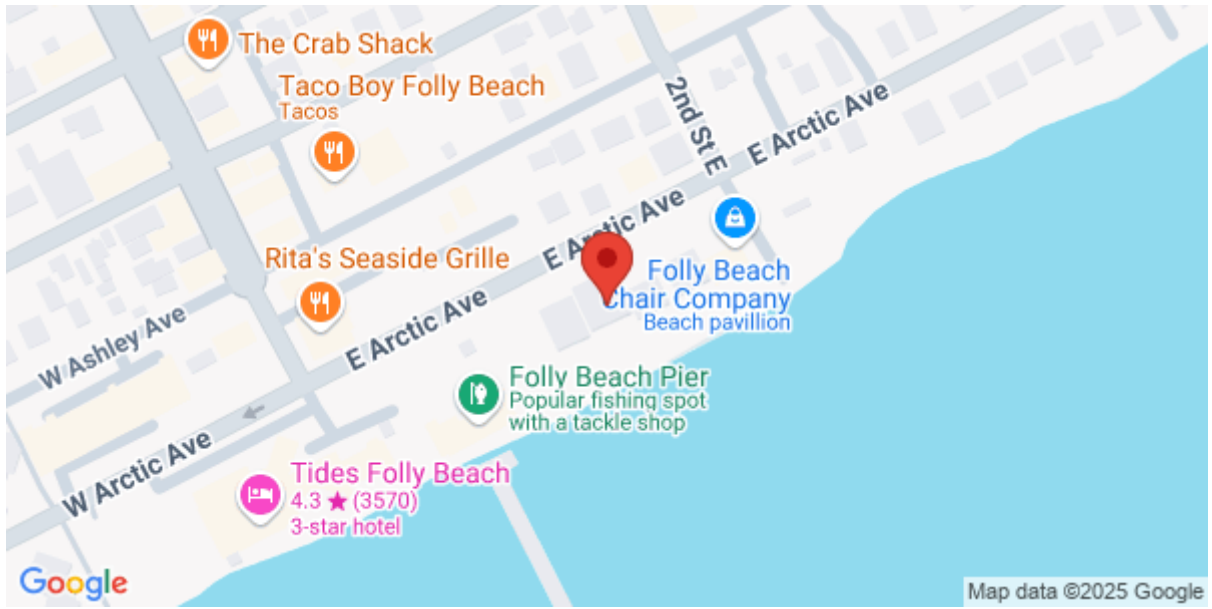 The Crab Shack
Taco Boy Folly Beach
Tacos
2nd St E
E Arctic Ave
E Arctic Ave
Rita's Seaside Grille
Folly Beach
Chair Company
Beach pavillion
E Arctic Ave
W Ashley Ave
Folly Beach Pier
Popular fishing spot
with a tackle shop
W Arctic Ave
Tides Folly Beach
4.3 ★ (3570)
3-star hotel
Google
Map data ©2025 Google